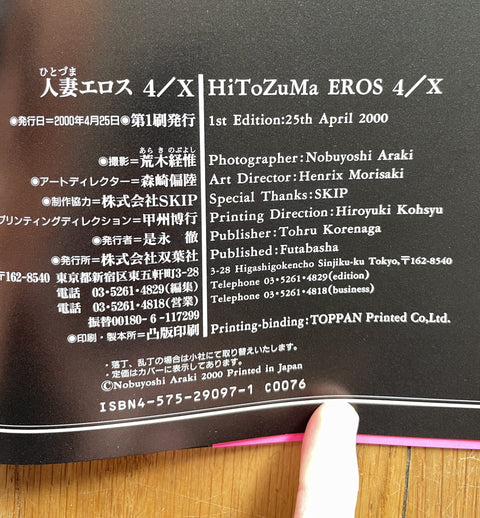 ひとづま
人妻エロス 4／X
◉発行日=2000年4月25日◉第1刷発行
あらきのぶよし
◉撮影=荒木経惟
◉アートディレクター=森崎偏陸
◉制作協力=株式会社SKIP
プリンティングディレクション=甲州博行
◉発行者=是永 徹
◉発行所=株式会社双葉社
〒162-8540 東京都新宿区東五軒町3-28
電話 03・5261・4829(編集)
電話 03・5261・4818(営業)
振替00180-6-117299
◉印刷・製本所=凸版印刷
・落丁、乱丁の場合は小社にて取り替えいたします。
・定価はカバーに表示してあります。
©Nobuyoshi Araki 2000 Printed in Japan
ISBN4-575-29097-1 C0076
HiToZuMa EROS 4／X
1st Edition:25th April 2000
Photographer:Nobuyoshi Araki
Art Director:Henrix Morisaki
Special Thanks:SKIP
Printing Direction:Hiroyuki Kohsyu
Publisher:Tohru Korenaga
Published:Futabasha
3-28 Higashigokencho Sinjiku-ku Tokyo,〒162-8540
Telephone 03・5261・4829(edition)
Telephone 03・5261・4818(business)
Printing-binding:TOPPAN Printed Co,Ltd.